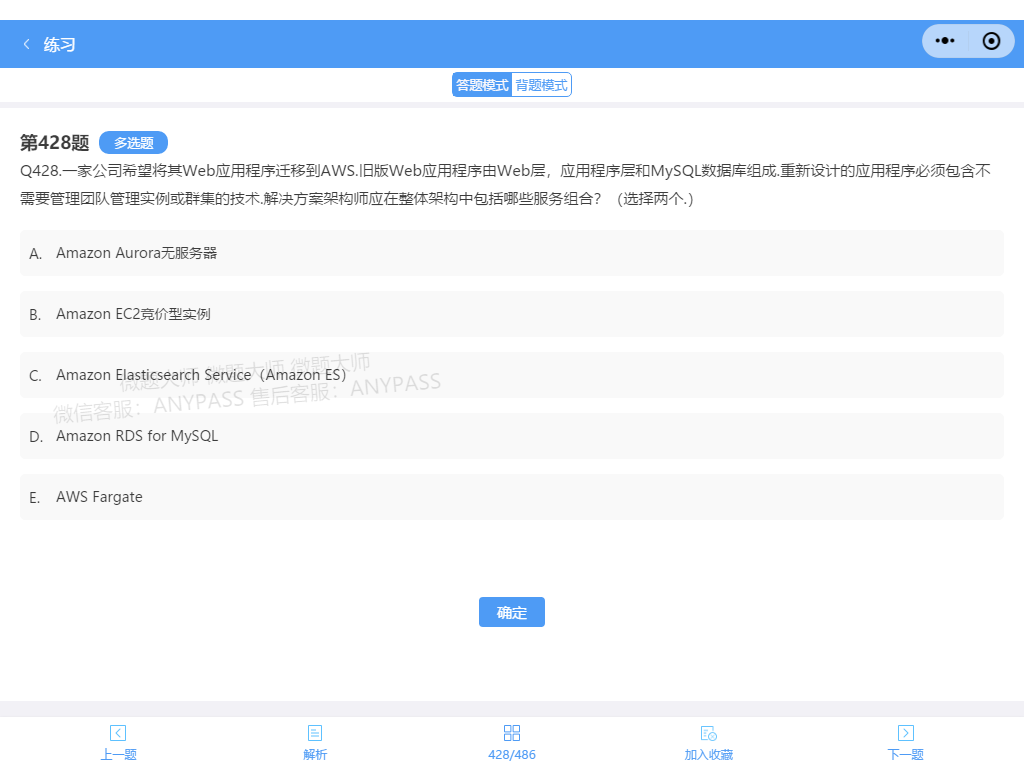 练习
答题模式 背题模式
第428题 多选题
Q428.一家公司希望将其Web应用程序迁移到AWS.旧版Web应用程序由Web层，应用程序层和MySQL数据库组成.重新设计的应用程序必须包含不
需要管理团队管理实例或群集的技术.解决方案架构师应在整体架构中包括哪些服务组合？（选择两个.）
A. Amazon Aurora无服务器
B. Amazon EC2竞价型实例
微题大师 微题大师 微题大师
C. Amazon Elasticsearch Service（Amazon ES）
微信客服：ANYPASS 售后客服：ANYPASS
D. Amazon RDS for MySQL
E. AWS Fargate
确定
上一题 解析 428/486 加入收藏 下一题